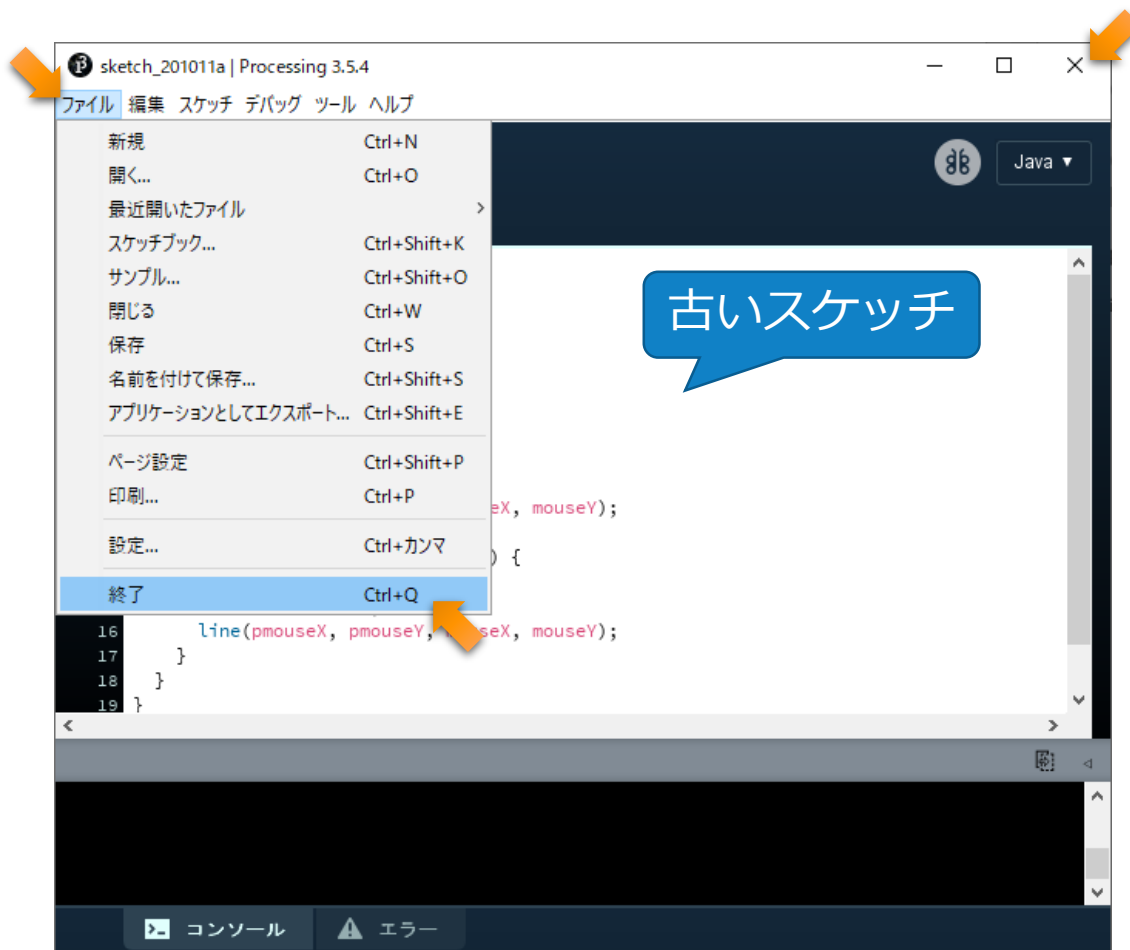 sketch_201011a | Processing 3.5.4
ファイル 編集 スケッチ デバッグ ツール ヘルプ
新規 Ctrl+N
開く... Ctrl+O
最近開いたファイル
スケッチブック... Ctrl+Shift+K
サンプル... Ctrl+Shift+O
閉じる Ctrl+W
保存 Ctrl+S
名前を付けて保存... Ctrl+Shift+S
アプリケーションとしてエクスポート... Ctrl+Shift+E
ページ設定 Ctrl+Shift+P
印刷... Ctrl+P
設定... Ctrl+カンマ
終了 Ctrl+Q
Java
古いスケッチ
eX, mouseY);
) {
16 line(pmouseX, pmouseY, seX, mouseY);
17 }
18 }
19 }
コンソール エラー